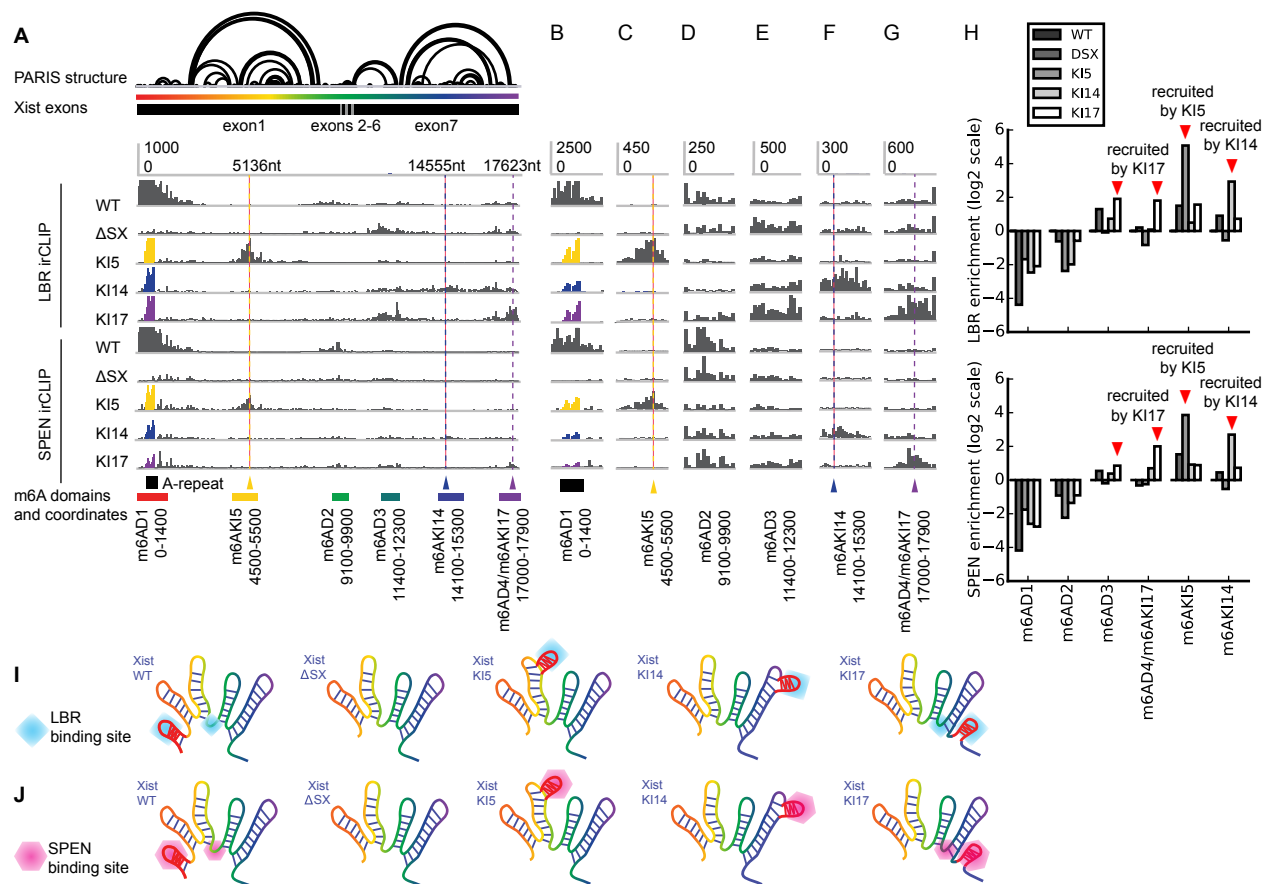 A
B
C
D
E
F
G
H
PARIS structure
Xist exons
exon1
exons 2-6
exon7
1000
0
5136nt
14555nt
17623nt
2500
0
450
0
250
0
500
0
300
0
600
0
LBR irCLIP
WT
ΔSX
KI5
KI14
KI17
SPEN irCLIP
WT
ΔSX
KI5
KI14
KI17
A-repeat
m6A domains
and coordinates
m6AD1
0-1400
m6AKI5
4500-5500
m6AD2
9100-9900
m6AD3
11400-12300
m6AKI14
14100-15300
m6AD4/m6AKI17
17000-17900
m6AD1
0-1400
m6AKI5
4500-5500
m6AD2
9100-9900
m6AD3
11400-12300
m6AKI14
14100-15300
m6AD4/m6AKI17
17000-17900
WT
DSX
KI5
KI14
KI17
LBR enrichment (log2 scale)
6
4
2
0
−2
−4
−6
recruited
by KI17
recruited
by KI5
recruited
by KI14
SPEN enrichment (log2 scale)
6
4
2
0
−2
−4
−6
recruited
by KI17
recruited
by KI5
recruited
by KI14
m6AD1
m6AD2
m6AD3
m6AD4/m6AKI17
m6AKI5
m6AKI14
I
LBR
binding site
Xist
WT
Xist
ΔSX
Xist
KI5
Xist
KI14
Xist
KI17
J
SPEN
binding site
Xist
WT
Xist
ΔSX
Xist
KI5
Xist
KI14
Xist
KI17